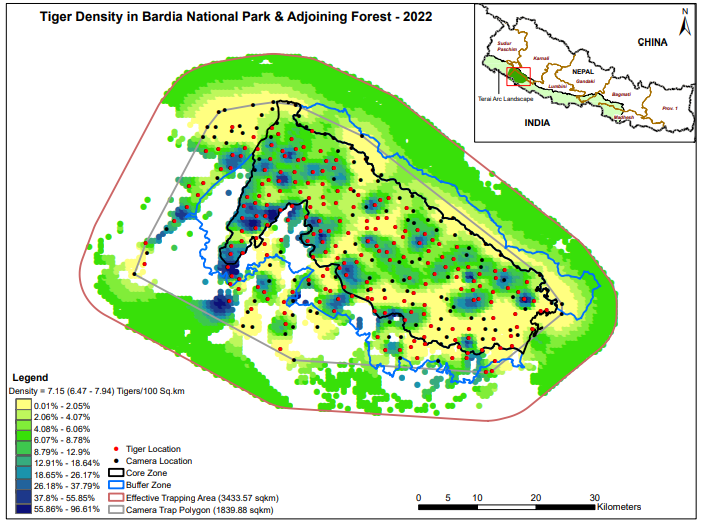 Tiger Density in Bardia National Park & Adjoining Forest - 2022
N
CHINA
Sudur
Paschim
Karnali
NEPAL
Gandaki
Lumbini
Bagmati
Prov 1
Madhesh
Terai Arc Landscape
INDIA
Legend
Density = 7.15 (6.47 - 7.94) Tigers/100 Sq.km
0.01% - 2.05%
2.06% - 4.07%
4.08% - 6.06%
6.07% - 8.78%
8.79% - 12.9%
12.91% - 18.64%
18.65% - 26.17%
26.18% - 37.79%
37.8% - 55.85%
55.86% - 96.61%
Tiger Location
Camera Location
Core Zone
Buffer Zone
Effective Trapping Area (3433.57 sqkm)
Camera Trap Polygon (1839.88 sqkm)
0 5 10 20 30
Kilometers